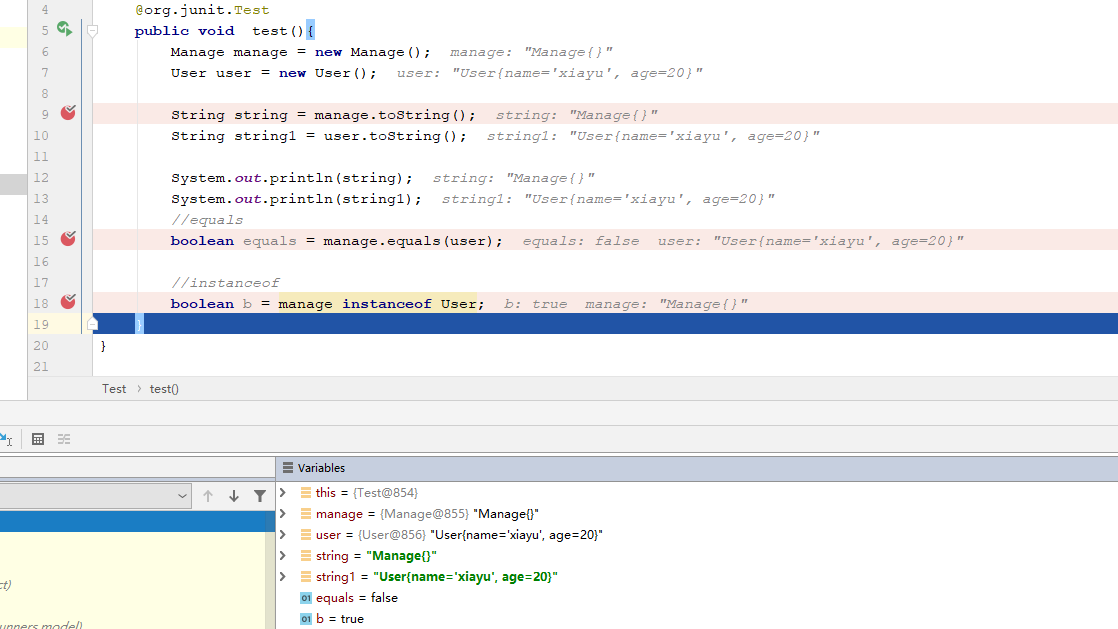 4 @org.junit.Test
5 public void test(){
6 Manage manage = new Manage(); manage: "Manage{}"
7 User user = new User(); user: "User{name='xiayu', age=20}"
8
9 String string = manage.toString(); string: "Manage{}"
10 String string1 = user.toString(); string1: "User{name='xiayu', age=20}"
11
12 System.out.println(string); string: "Manage{}"
13 System.out.println(string1); string1: "User{name='xiayu', age=20}"
14 //equals
15 boolean equals = manage.equals(user); equals: false user: "User{name='xiayu', age=20}"
16
17 //instanceof
18 boolean b = manage instanceof User; b: true manage: "Manage{}"
19 }
20 }
21
Test › test()
Variables
this = {Test@854}
manage = {Manage@855} "Manage{}"
user = {User@856} "User{name='xiayu', age=20}"
string = "Manage{}"
ct)
string1 = "User{name='xiayu', age=20}"
01 equals = false
01 b = true
unners.model)